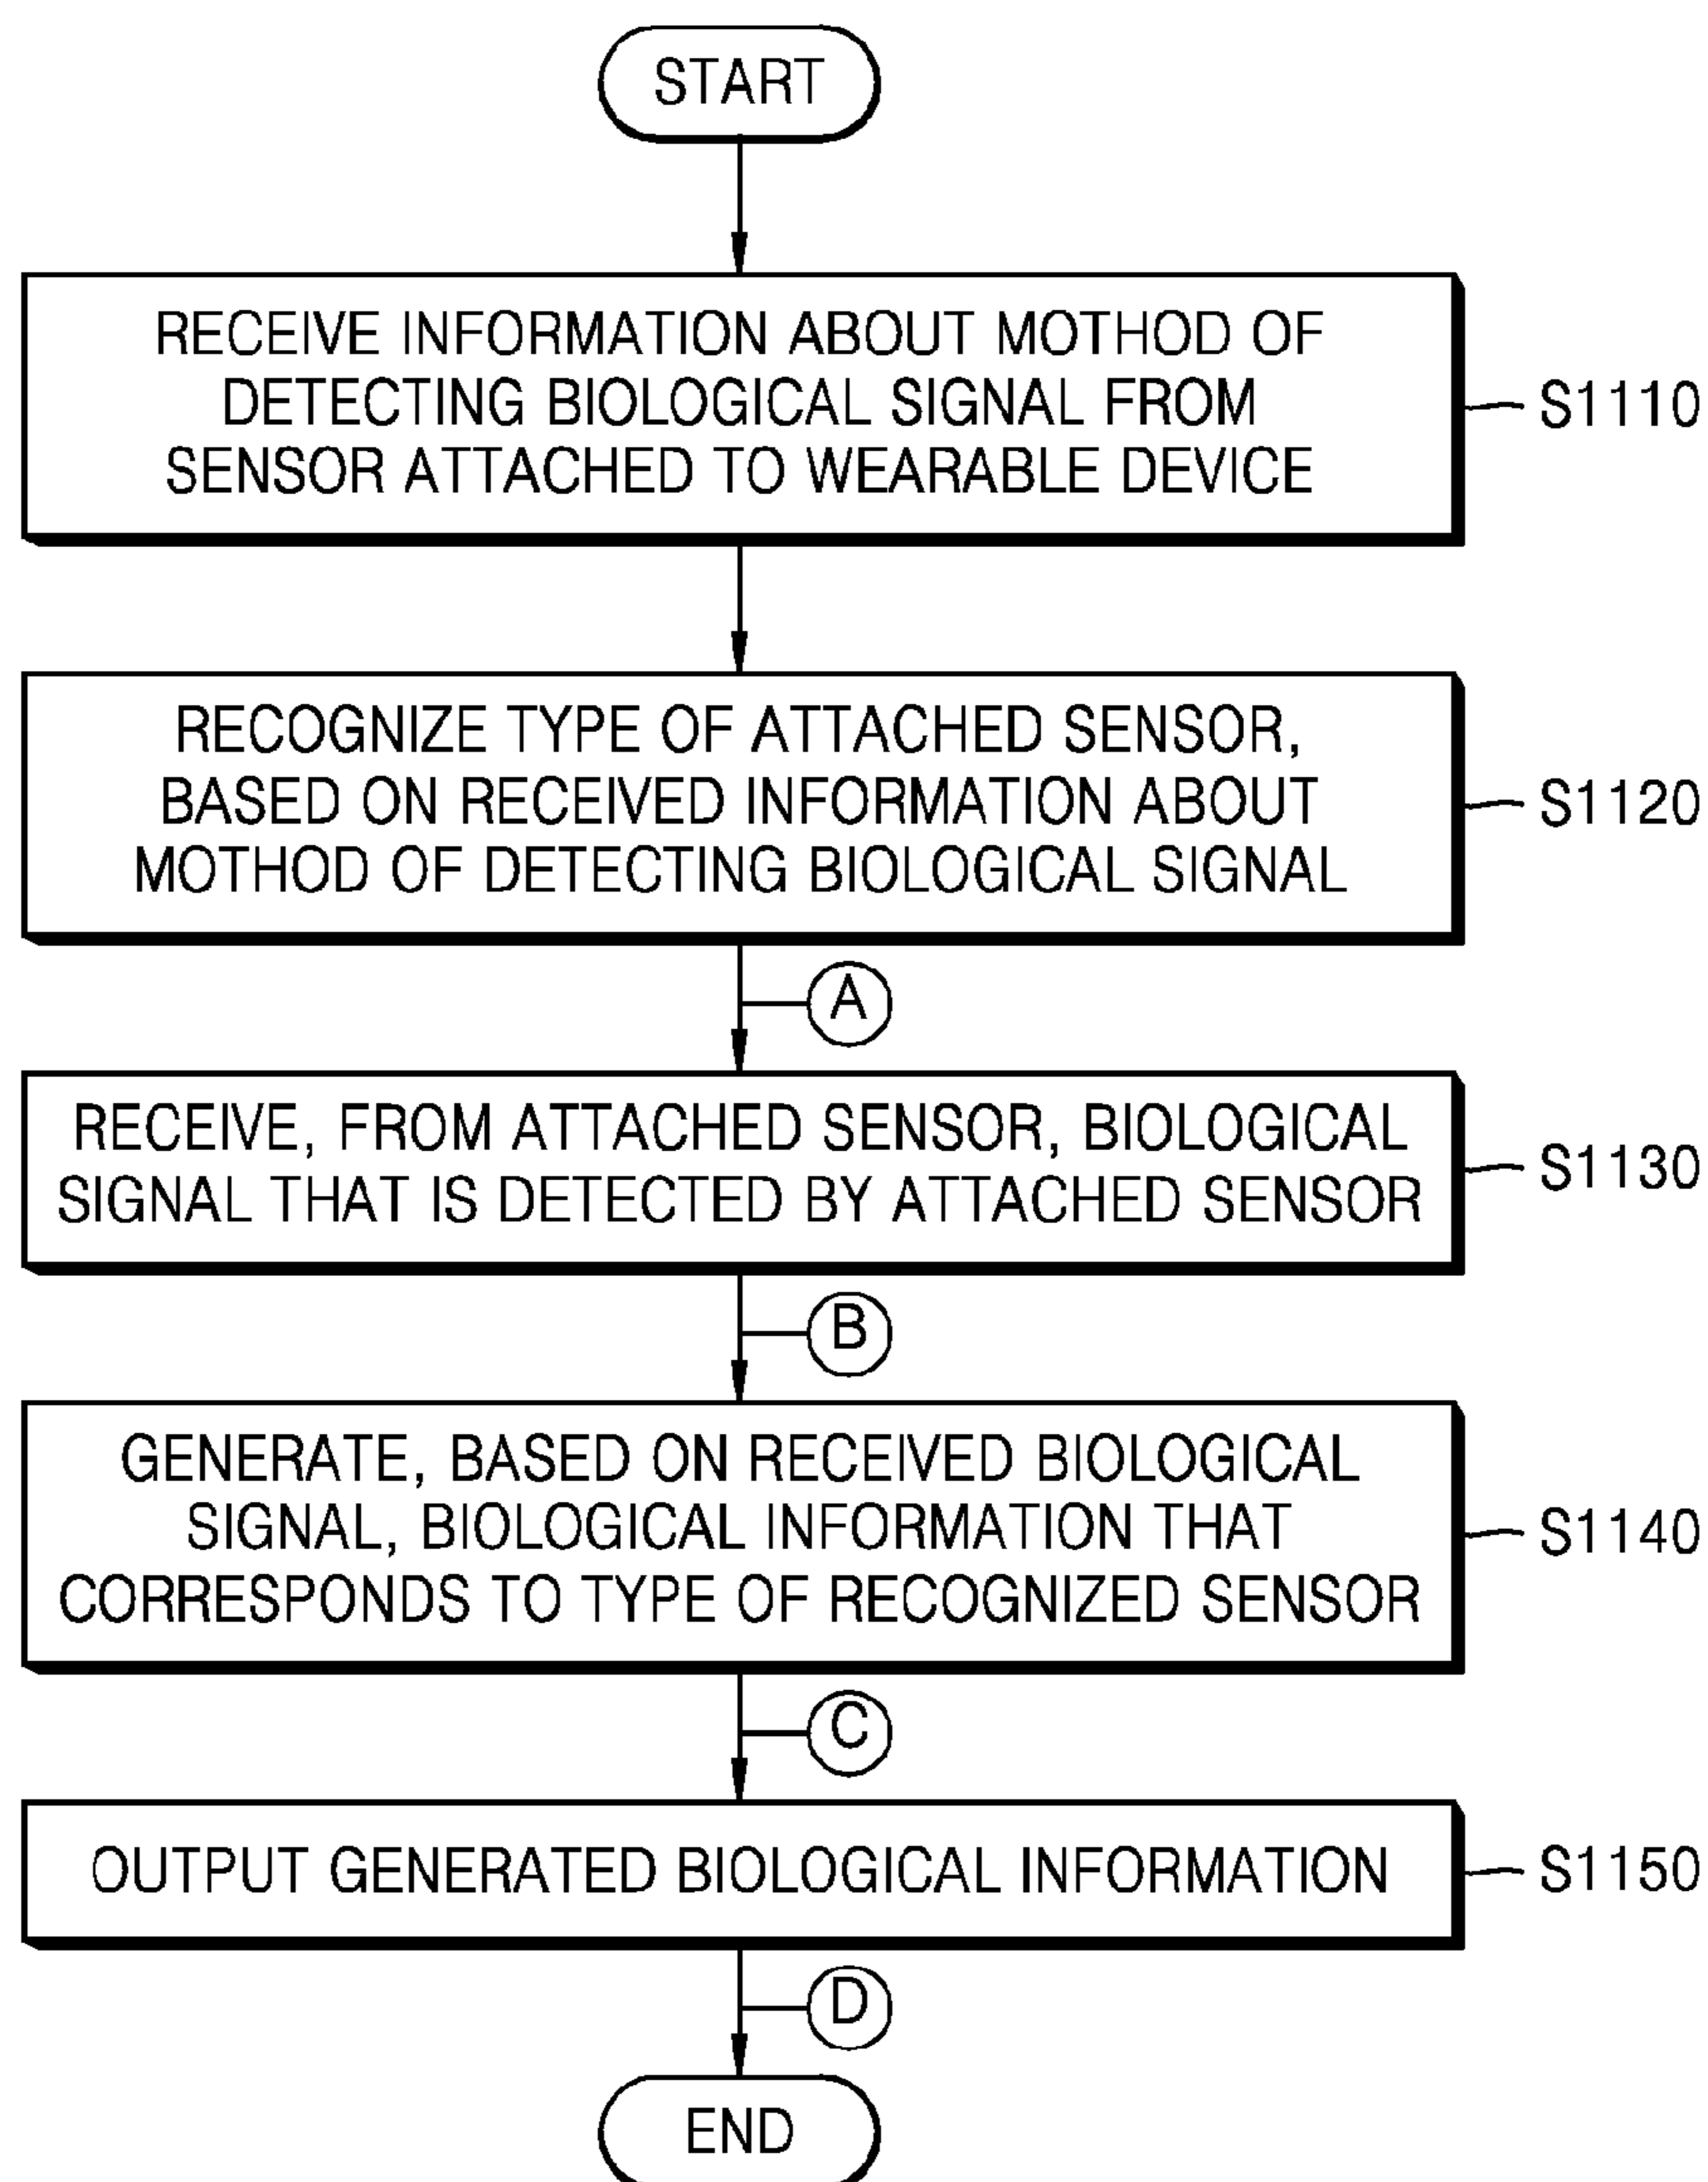 START
RECEIVE INFORMATION ABOUT MOTHOD OF
DETECTING BIOLOGICAL SIGNAL FROM
SENSOR ATTACHED TO WEARABLE DEVICE
S1110
RECOGNIZE TYPE OF ATTACHED SENSOR,
BASED ON RECEIVED INFORMATION ABOUT
MOTHOD OF DETECTING BIOLOGICAL SIGNAL
S1120
A
RECEIVE, FROM ATTACHED SENSOR, BIOLOGICAL
SIGNAL THAT IS DETECTED BY ATTACHED SENSOR
S1130
B
GENERATE, BASED ON RECEIVED BIOLOGICAL
SIGNAL, BIOLOGICAL INFORMATION THAT
CORRESPONDS TO TYPE OF RECOGNIZED SENSOR
S1140
C
OUTPUT GENERATED BIOLOGICAL INFORMATION
S1150
D
END